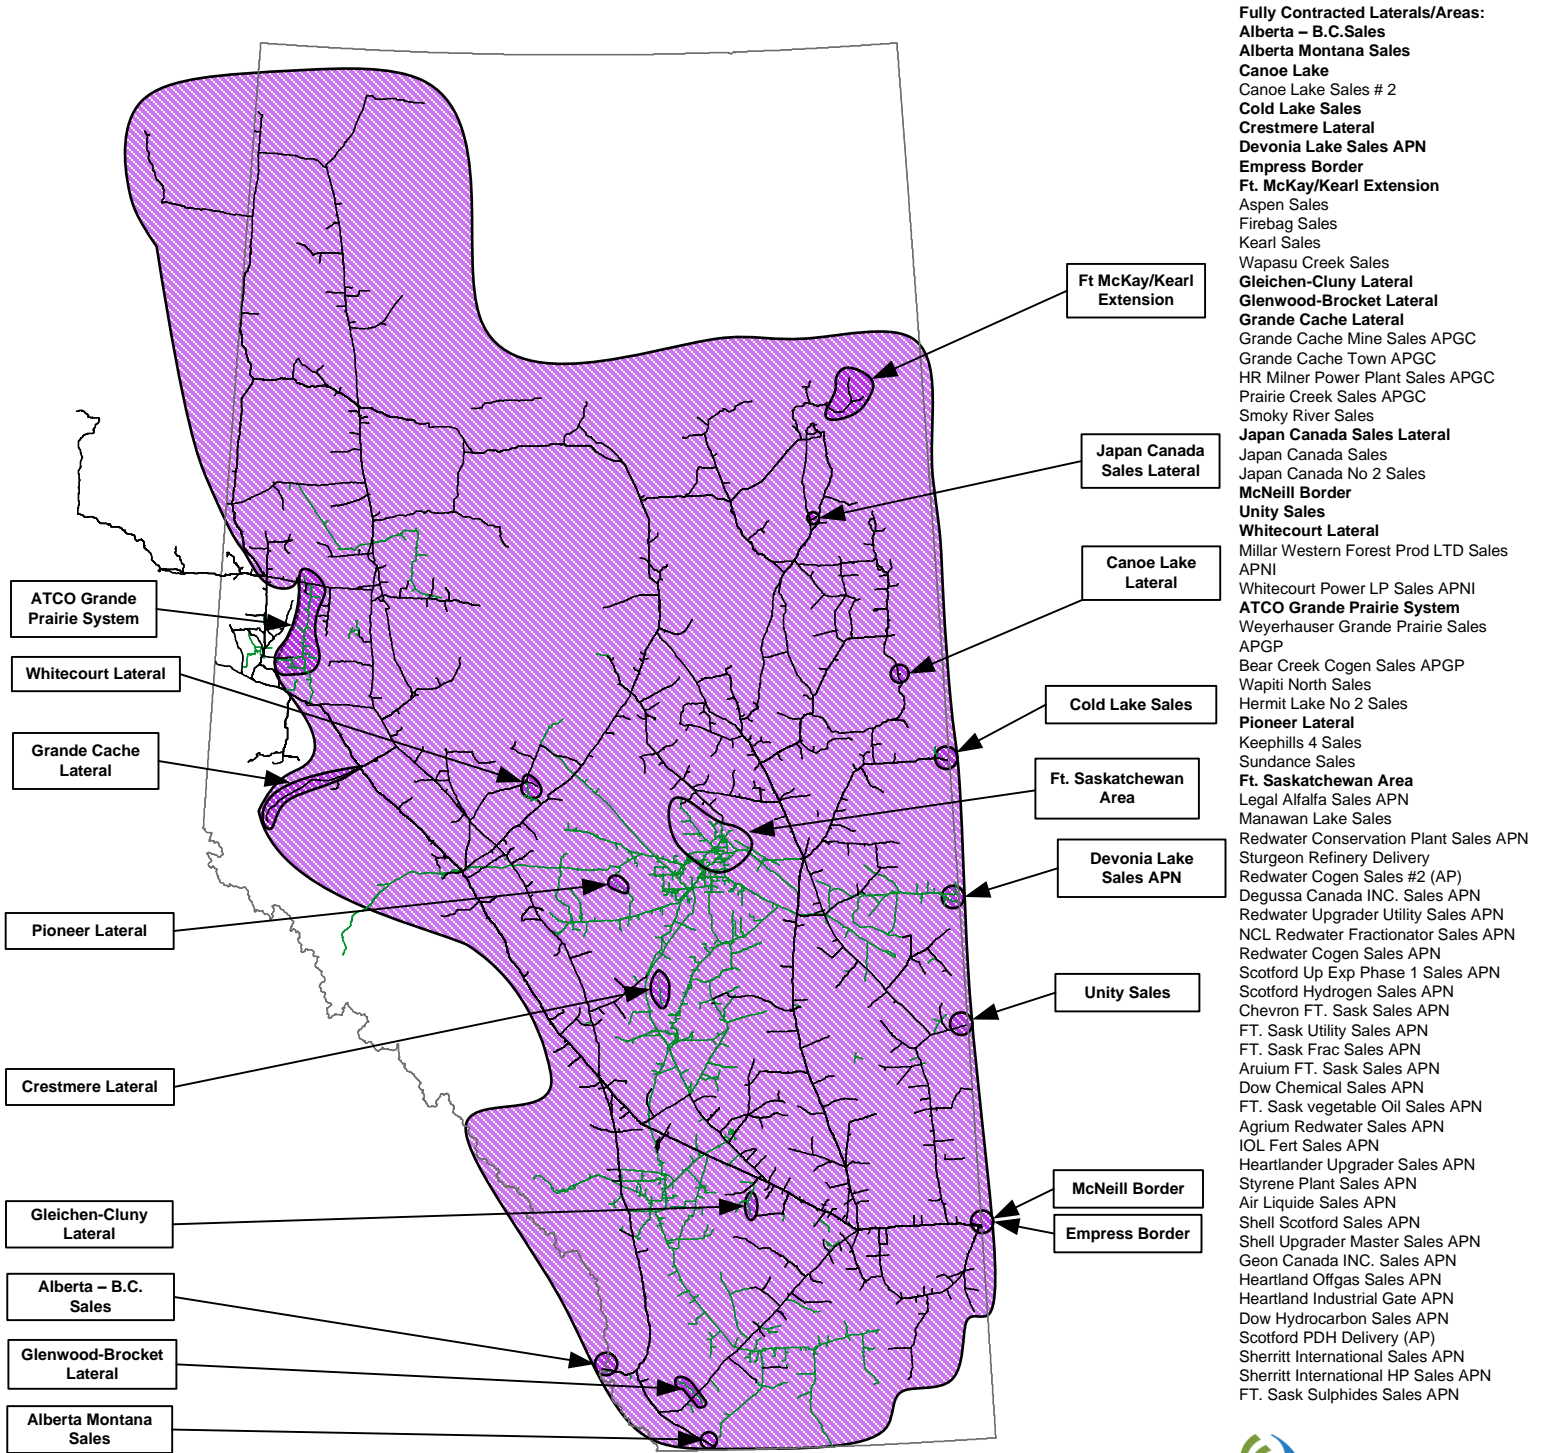 Fully Contracted Laterals/Areas:
Alberta – B.C.Sales
Alberta Montana Sales
Canoe Lake
Canoe Lake Sales # 2
Cold Lake Sales
Crestmere Lateral
Devonia Lake Sales APN
Empress Border
Ft. McKay/Kearl Extension
Aspen Sales
Firebag Sales
Kearl Sales
Wapasu Creek Sales
Gleichen-Cluny Lateral
Glenwood-Brocket Lateral
Grande Cache Lateral
Grande Cache Mine Sales APGC
Grande Cache Town APGC
HR Milner Power Plant Sales APGC
Prairie Creek Sales APGC
Smoky River Sales
Japan Canada Sales Lateral
Japan Canada Sales
Japan Canada No 2 Sales
McNeill Border
Unity Sales
Whitecourt Lateral
Millar Western Forest Prod LTD Sales
APNI
Whitecourt Power LP Sales APNI
ATCO Grande Prairie System
Weyerhauser Grande Prairie Sales
APGP
Bear Creek Cogen Sales APGP
Wapiti North Sales
Hermit Lake No 2 Sales
Pioneer Lateral
Keephills 4 Sales
Sundance Sales
Ft. Saskatchewan Area
Legal Alfalfa Sales APN
Manawan Lake Sales
Redwater Conservation Plant Sales APN
Sturgeon Refinery Delivery
Redwater Cogen Sales #2 (AP)
Degussa Canada INC. Sales APN
Redwater Upgrader Utility Sales APN
NCL Redwater Fractionator Sales APN
Redwater Cogen Sales APN
Scotford Up Exp Phase 1 Sales APN
Scotford Hydrogen Sales APN
Chevron FT. Sask Sales APN
FT. Sask Utility Sales APN
FT. Sask Frac Sales APN
Aruium FT. Sask Sales APN
Dow Chemical Sales APN
FT. Sask vegetable Oil Sales APN
Agrium Redwater Sales APN
IOL Fert Sales APN
Heartlander Upgrader Sales APN
Styrene Plant Sales APN
Air Liquide Sales APN
Shell Scotford Sales APN
Shell Upgrader Master Sales APN
Geon Canada INC. Sales APN
Heartland Offgas Sales APN
Heartland Industrial Gate APN
Dow Hydrocarbon Sales APN
Scotford PDH Delivery (AP)
Sherritt International Sales APN
Sherritt International HP Sales APN
FT. Sask Sulphides Sales APN
Ft McKay/Kearl
Extension
Japan Canada
Sales Lateral
Canoe Lake
Lateral
Cold Lake Sales
Ft. Saskatchewan
Area
Devonia Lake
Sales APN
Unity Sales
McNeill Border
Empress Border
ATCO Grande
Prairie System
Whitecourt Lateral
Grande Cache
Lateral
Pioneer Lateral
Crestmere Lateral
Gleichen-Cluny
Lateral
Alberta – B.C.
Sales
Glenwood-Brocket
Lateral
Alberta Montana
Sales